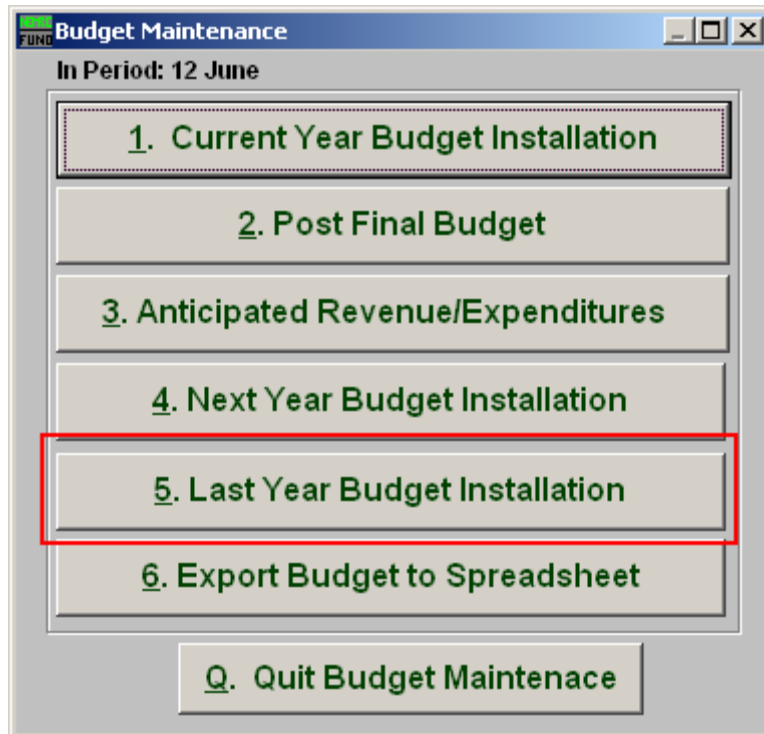 FUND Budget Maintenance
In Period: 12 June
1. Current Year Budget Installation
2. Post Final Budget
3. Anticipated Revenue/Expenditures
4. Next Year Budget Installation
5. Last Year Budget Installation
6. Export Budget to Spreadsheet
Q. Quit Budget Maintenace